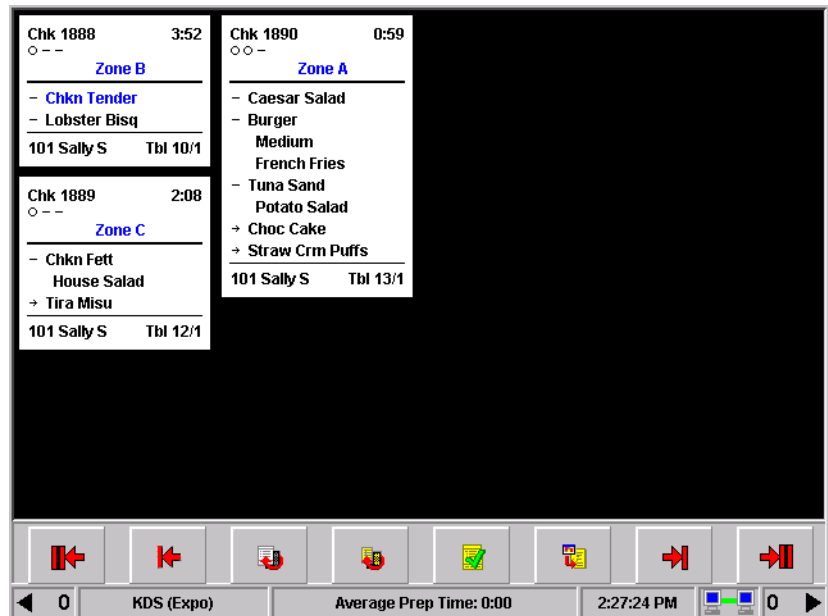 Chk 1888 3:52
○ – –
Zone B
– Chkn Tender
– Lobster Bisq
101 Sally S Tbl 10/1
Chk 1889 2:08
○ – –
Zone C
– Chkn Fett
House Salad
→ Tira Misu
101 Sally S Tbl 12/1
Chk 1890 0:59
○ ○ –
Zone A
– Caesar Salad
– Burger
Medium
French Fries
– Tuna Sand
Potato Salad
→ Choc Cake
→ Straw Crm Puffs
101 Sally S Tbl 13/1
0 KDS (Expo) Average Prep Time: 0:00 2:27:24 PM 0